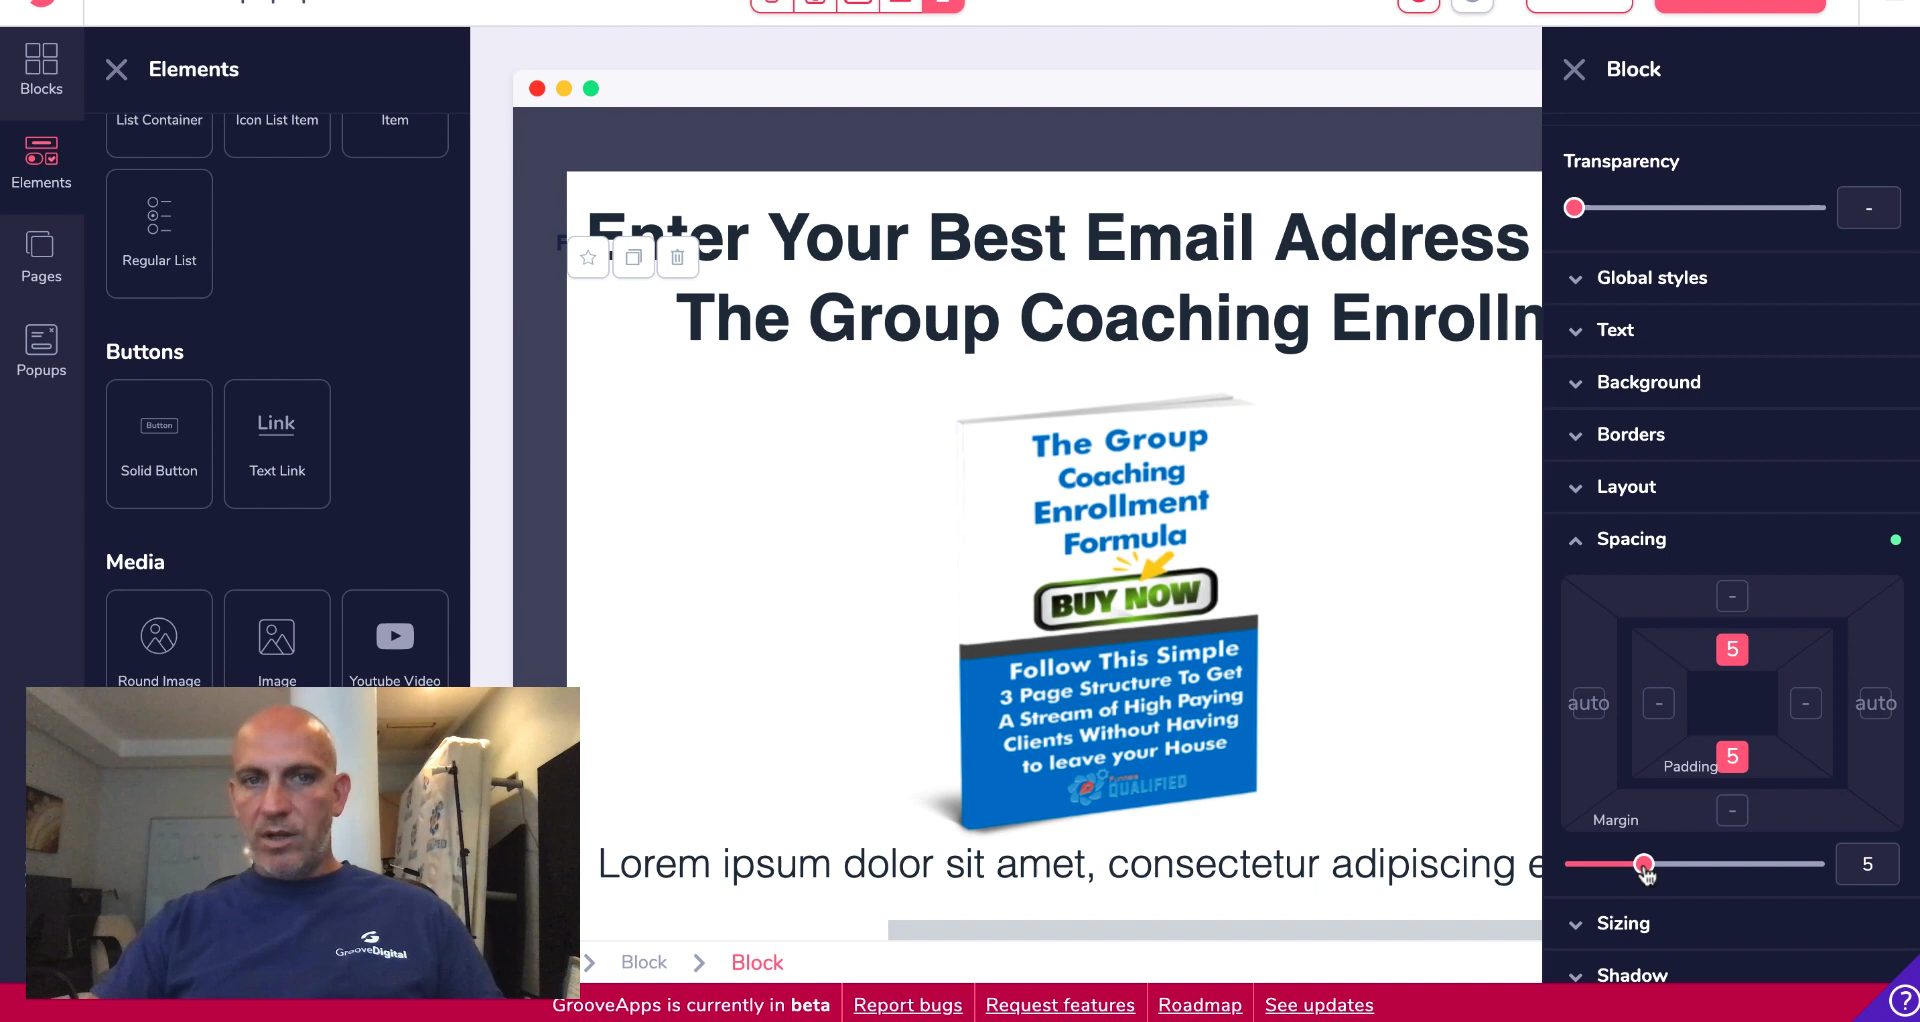 Blocks
Elements
Block
List Container
Icon List Item
Item
Elements
Transparency
-
Regular List
Pages
Enter Your Best Email Address
The Group Coaching Enrolln
Global styles
Text
Popups
Buttons
Background
Button
Link
Solid Button
Text Link
Borders
Layout
Media
Round Image
Image
Youtube Video
The Group
Coaching
Enrollment
Formula
BUY NOW
Follow This Simple
3 Page Structure To Get
A Stream of High Paying
Clients Without Having
to leave your House
QUALIFIED
Spacing
-
5
auto
-
-
auto
5
Padding
-
Margin
5
Lorem ipsum dolor sit amet, consectetur adipiscing e
Sizing
Shadow
GrooveDigital
Block
Block
GrooveApps is currently in beta
Report bugs
Request features
Roadmap
See updates
?